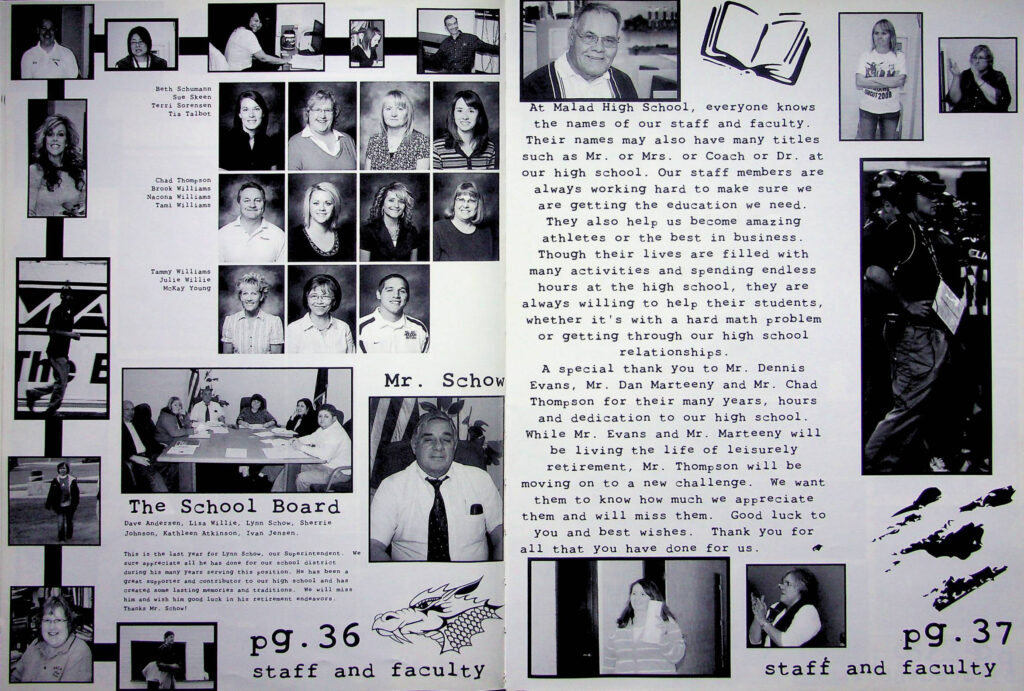 Beth Schumann
Sue Skeen
Terri Sorensen
Tia Talbot
Chad Thompson
Brook Williams
Nacona Williams
Tami Williams
Tammy Williams
Julie Willie
McKay Young
MA
The B
Mr. Schow
The School Board
Dave Andersen, Lisa Willie, Lynn Schow, Sherrie
Johnson, Kathleen Atkinson, Ivan Jensen.
This is the last year for Lynn Schow, our Superintendent. We
sure appreciate all he has done for our school district
during his many years serving this position. He has been a
great supporter and contributor to our high school and has
created some lasting memories and traditions. We will miss
him and wish him good luck in his retirement endeavors.
Thanks Mr. Schow!
pg.36
staff and faculty
At Malad High School, everyone knows
the names of our staff and faculty.
Their names may also have many titles
such as Mr. or Mrs. or Coach or Dr. at
our high school. Our staff members are
always working hard to make sure we
are getting the education we need.
They also help us become amazing
athletes or the best in business.
Though their lives are filled with
many activities and spending endless
hours at the high school, they are
always willing to help their students,
whether it's with a hard math problem
or getting through our high school
relationships.
A special thank you to Mr. Dennis
Evans, Mr. Dan Marteeny and Mr. Chad
Thompson for their many years, hours
and dedication to our high school.
While Mr. Evans and Mr. Marteeny will
be living the life of leisurely
retirement, Mr. Thompson will be
moving on to a new challenge. We want
them to know how much we appreciate
them and will miss them. Good luck to
you and best wishes. Thank you for
all that you have done for us.
pg.37
staff and faculty